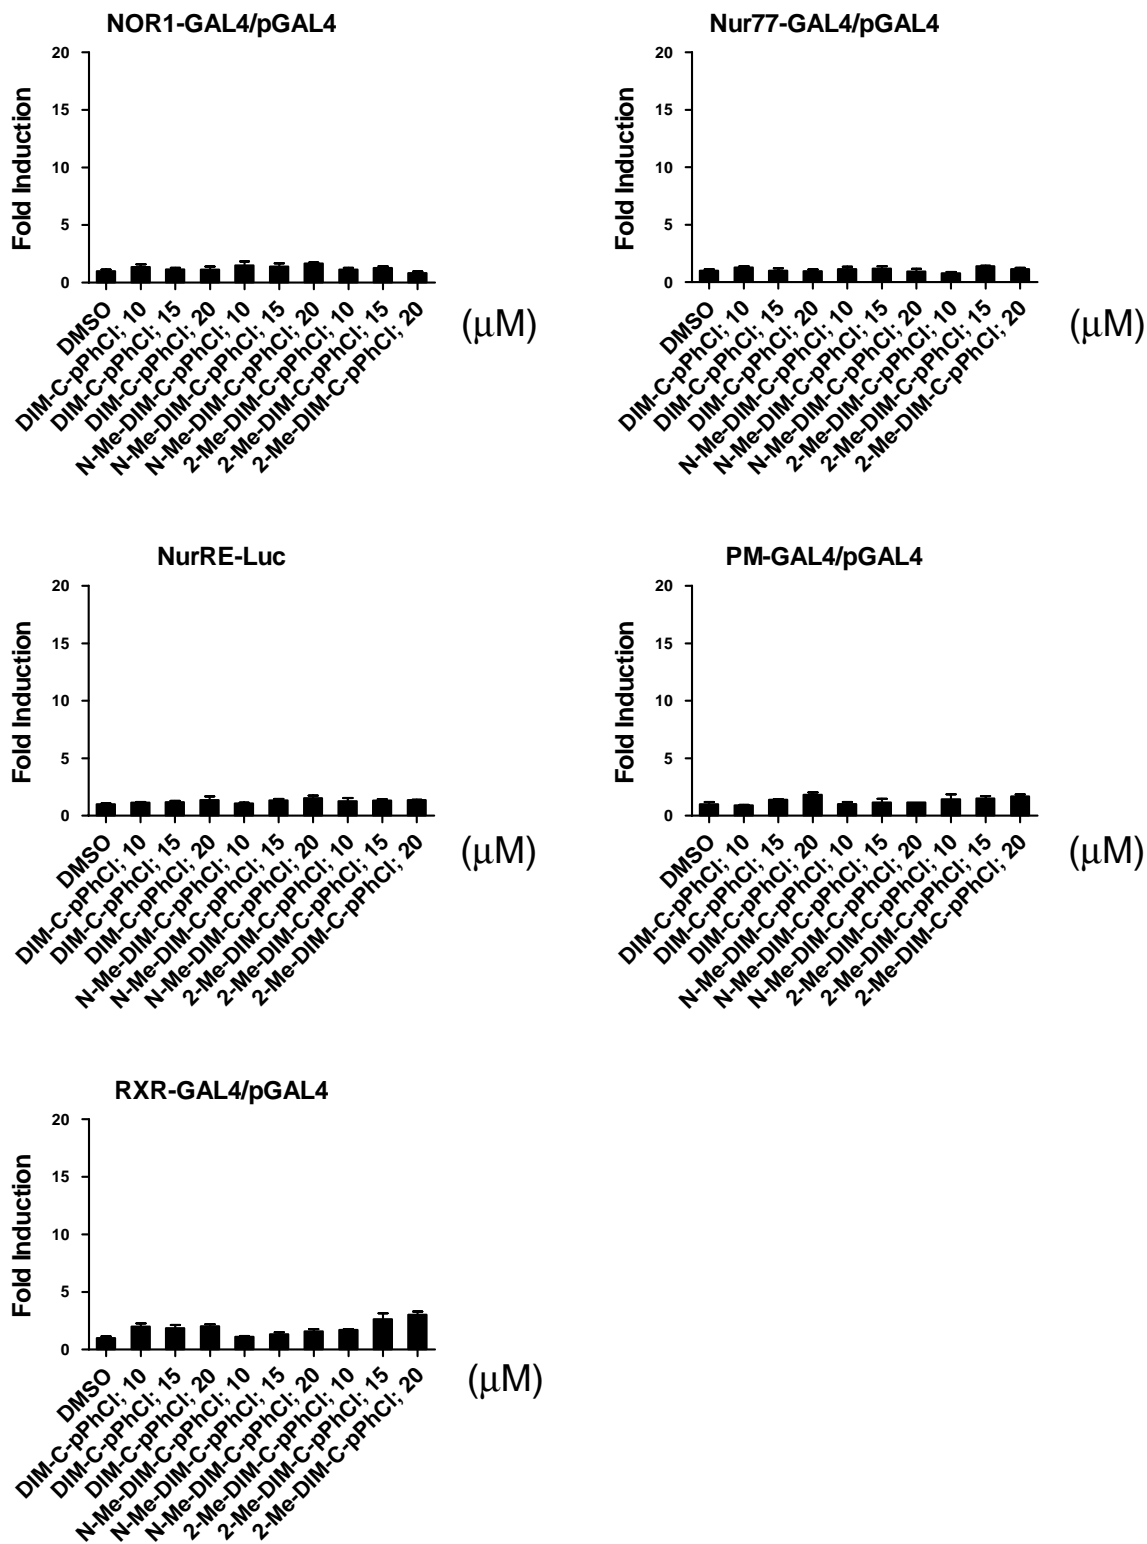 NOR1-GAL4/pGAL4
Fold Induction
20
15
10
5
0
DMSO
DIM-C-pPhCl; 10
DIM-C-pPhCl; 15
DIM-C-pPhCl; 20
N-Me-DIM-C-pPhCl; 10
N-Me-DIM-C-pPhCl; 15
N-Me-DIM-C-pPhCl; 20
2-Me-DIM-C-pPhCl; 10
2-Me-DIM-C-pPhCl; 15
2-Me-DIM-C-pPhCl; 20
(μM)
Nur77-GAL4/pGAL4
Fold Induction
20
15
10
5
0
DMSO
DIM-C-pPhCl; 10
DIM-C-pPhCl; 15
DIM-C-pPhCl; 20
N-Me-DIM-C-pPhCl; 10
N-Me-DIM-C-pPhCl; 15
N-Me-DIM-C-pPhCl; 20
2-Me-DIM-C-pPhCl; 10
2-Me-DIM-C-pPhCl; 15
2-Me-DIM-C-pPhCl; 20
(μM)
NurRE-Luc
Fold Induction
20
15
10
5
0
DMSO
DIM-C-pPhCl; 10
DIM-C-pPhCl; 15
DIM-C-pPhCl; 20
N-Me-DIM-C-pPhCl; 10
N-Me-DIM-C-pPhCl; 15
N-Me-DIM-C-pPhCl; 20
2-Me-DIM-C-pPhCl; 10
2-Me-DIM-C-pPhCl; 15
2-Me-DIM-C-pPhCl; 20
(μM)
PM-GAL4/pGAL4
Fold Induction
20
15
10
5
0
DMSO
DIM-C-pPhCl; 10
DIM-C-pPhCl; 15
DIM-C-pPhCl; 20
N-Me-DIM-C-pPhCl; 10
N-Me-DIM-C-pPhCl; 15
N-Me-DIM-C-pPhCl; 20
2-Me-DIM-C-pPhCl; 10
2-Me-DIM-C-pPhCl; 15
2-Me-DIM-C-pPhCl; 20
(μM)
RXR-GAL4/pGAL4
Fold Induction
20
15
10
5
0
DMSO
DIM-C-pPhCl; 10
DIM-C-pPhCl; 15
DIM-C-pPhCl; 20
N-Me-DIM-C-pPhCl; 10
N-Me-DIM-C-pPhCl; 15
N-Me-DIM-C-pPhCl; 20
2-Me-DIM-C-pPhCl; 10
2-Me-DIM-C-pPhCl; 15
2-Me-DIM-C-pPhCl; 20
(μM)